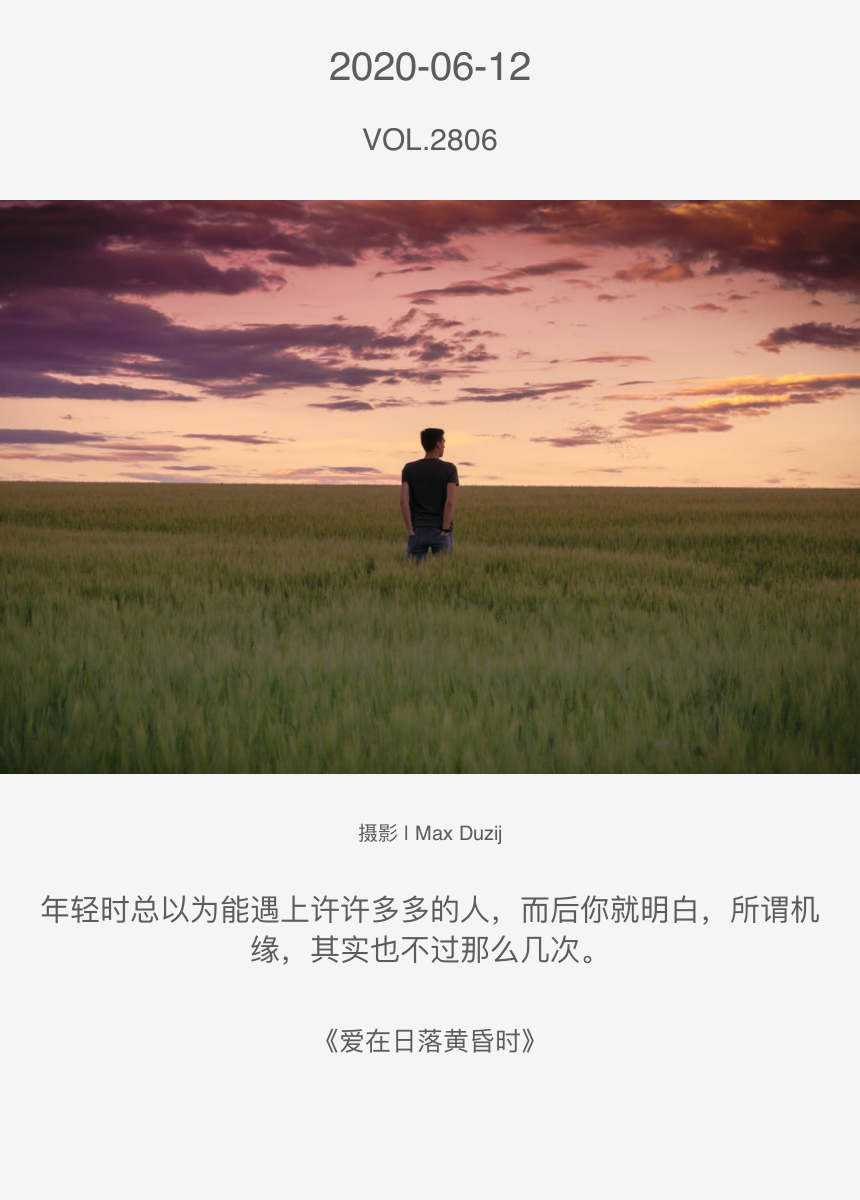 2020-06-12
VOL.2806
摄影 | Max Duzij
年轻时总以为能遇上许许多多的人，而后你就明白，所谓机
缘，其实也不过那么几次。
《爱在日落黄昏时》